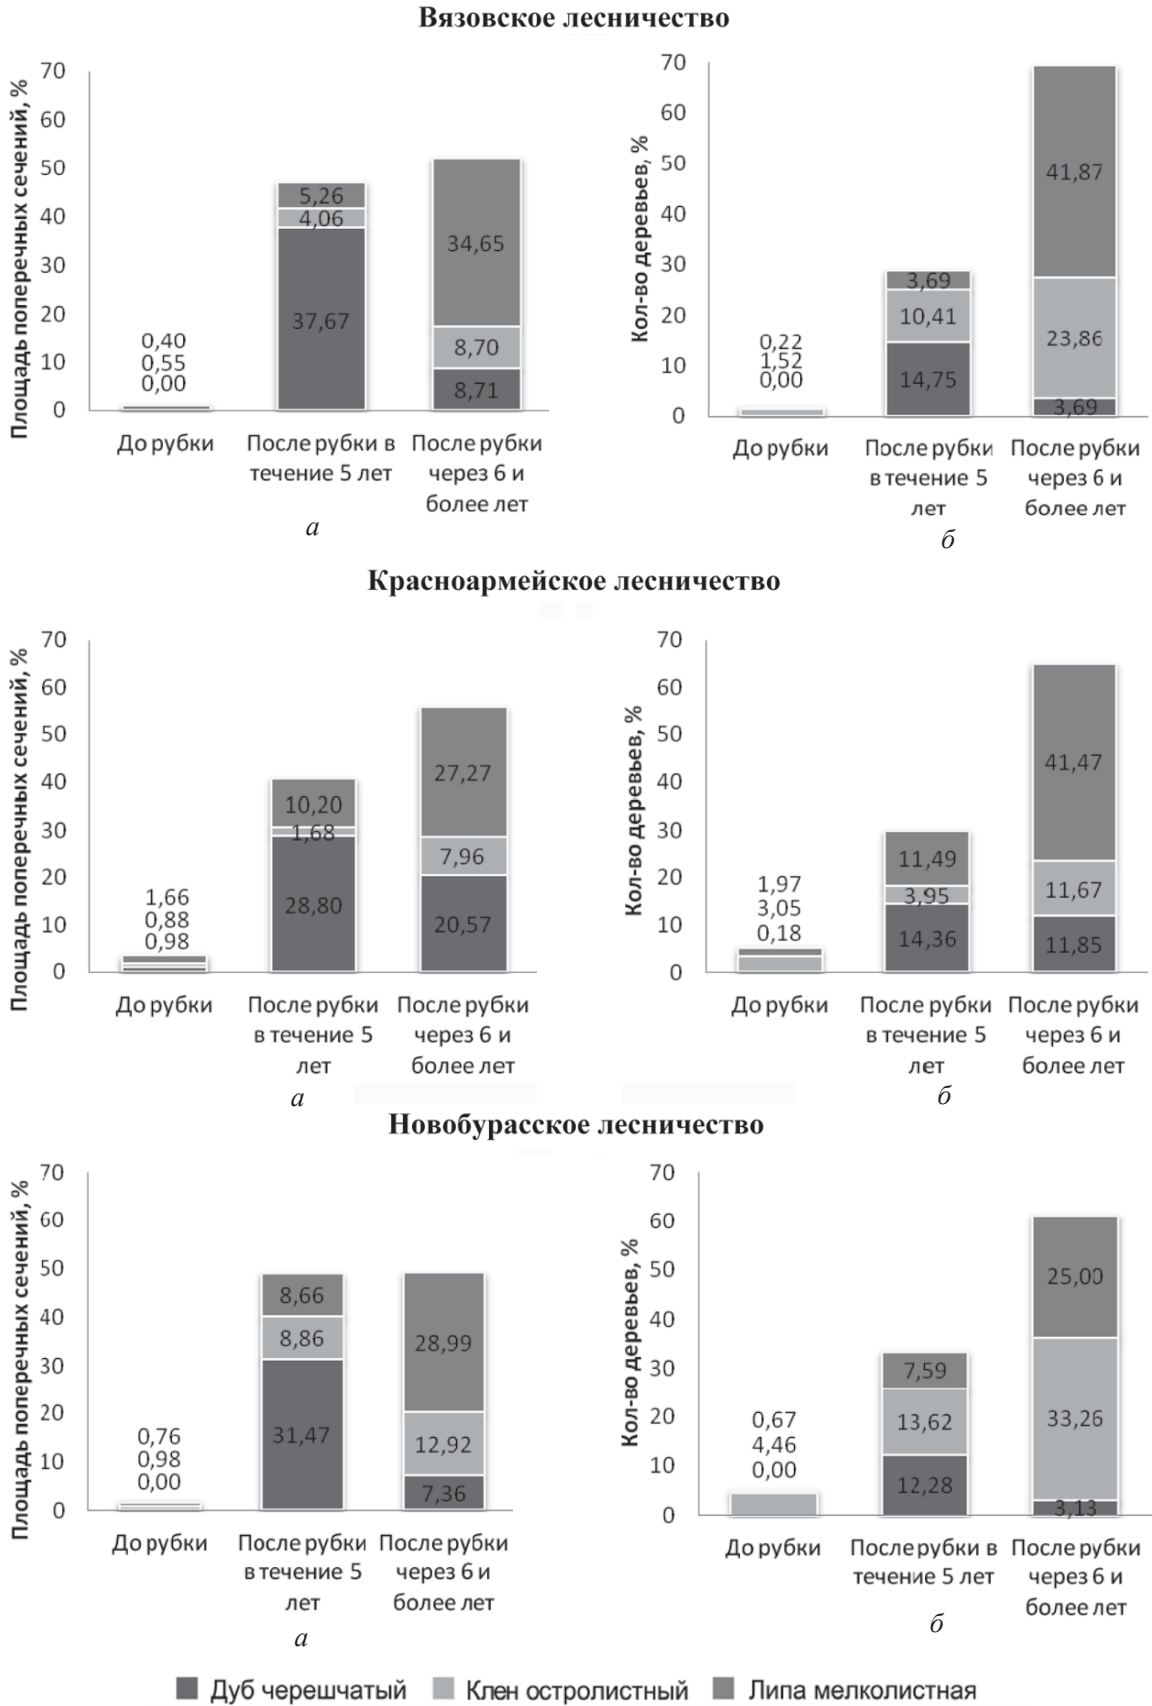 Вязовское лесничество
Площадь поперечных сечений, %
70
60
50
40
30
20
10
0
0,40
0,55
0,00
5,26
4,06
37,67
34,65
8,70
8,71
До рубки
После рубки в
течение 5 лет
После рубки
через 6 и
более лет
а
Кол-во деревьев, %
70
60
50
40
30
20
10
0
0,22
1,52
0,00
3,69
10,41
14,75
41,87
23,86
3,69
До рубки
После рубки
в течение 5
лет
После рубки
через 6 и
более лет
б
Красноармейское лесничество
Площадь поперечных сечений, %
70
60
50
40
30
20
10
0
1,66
0,88
0,98
10,20
1,68
28,80
27,27
7,96
20,57
До рубки
После рубки
в течение 5
лет
После рубки
через 6 и
более лет
а
Кол-во деревьев, %
70
60
50
40
30
20
10
0
1,97
3,05
0,18
11,49
3,95
14,36
41,47
11,67
11,85
До рубки
После рубки
в течение 5
лет
После рубки
через 6 и
более лет
б
Новобурасское лесничество
Площадь поперечных сечений, %
70
60
50
40
30
20
10
0
0,76
0,98
0,00
8,66
8,86
31,47
28,99
12,92
7,36
До рубки
После рубки
в течение 5
лет
После рубки
через 6 и
более лет
а
Кол-во деревьев, %
70
60
50
40
30
20
10
0
0,67
4,46
0,00
7,59
13,62
12,28
25,00
33,26
3,13
До рубки
После рубки в
течение 5 лет
После рубки
через 6 и
более лет
б
Дуб черешчатый
Клен остролистный
Липа мелколистная